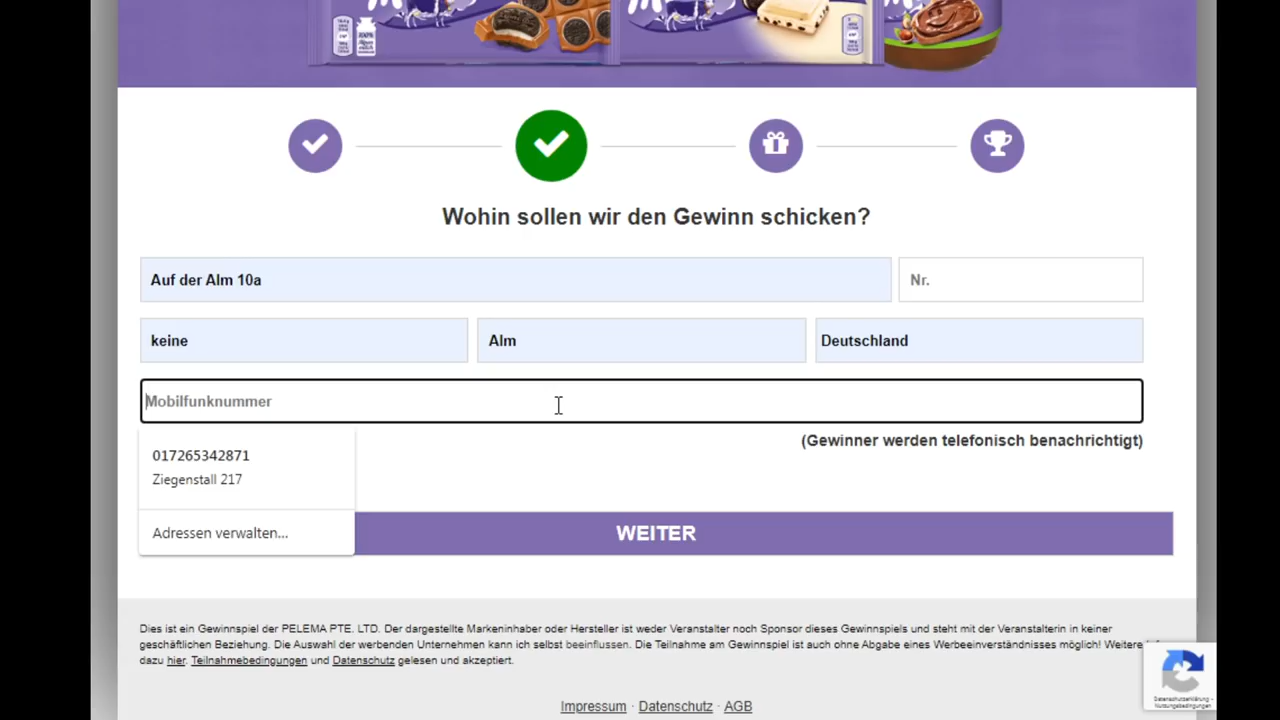 Wohin sollen wir den Gewinn schicken?
Auf der Alm 10a
Nr.
keine
Alm
Deutschland
Mobilfunknummer
017265342871
Ziegenstall 217
Adressen verwalten...
(Gewinner werden telefonisch benachrichtigt)
WEITER
Dies ist ein Gewinnspiel der PELEMA PTE. LTD. Der dargestellte Markeninhaber oder Hersteller ist weder Veranstalter noch Sponsor dieses Gewinnspiels und steht mit der Veranstalterin in keiner
geschäftlichen Beziehung. Die Auswahl der werbenden Unternehmen kann ich selbst beeinflussen. Die Teilnahme am Gewinnspiel ist auch ohne Abgabe eines Werbeeinverständnisses möglich! Weitere
dazu hier. Teilnahmebedingungen und Datenschutz gelesen und akzeptiert.
Impressum · Datenschutz · AGB
Datenschutzerklärung -
Nutzungsbedingungen